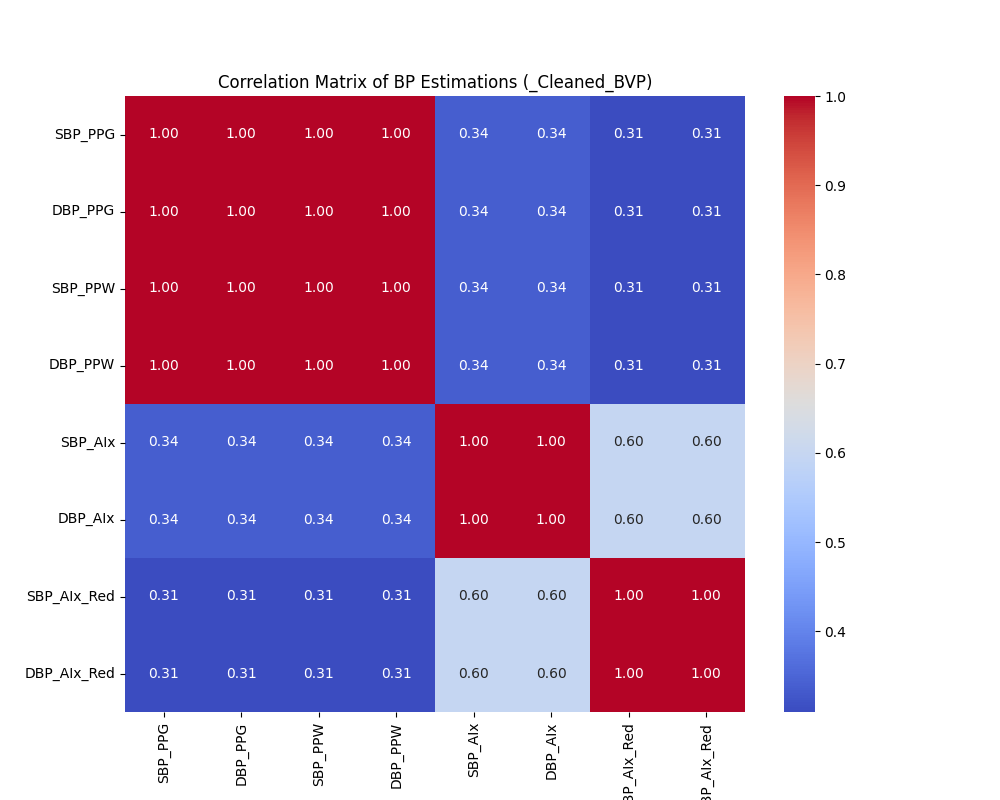 Correlation Matrix of BP Estimations (_Cleaned_BVP)
SBP_PPG 1.00 1.00 1.00 1.00 0.34 0.34 0.31 0.31
DBP_PPG 1.00 1.00 1.00 1.00 0.34 0.34 0.31 0.31
SBP_PPW 1.00 1.00 1.00 1.00 0.34 0.34 0.31 0.31
DBP_PPW 1.00 1.00 1.00 1.00 0.34 0.34 0.31 0.31
SBP_AIx 0.34 0.34 0.34 0.34 1.00 1.00 0.60 0.60
DBP_AIx 0.34 0.34 0.34 0.34 1.00 1.00 0.60 0.60
SBP_AIx_Red 0.31 0.31 0.31 0.31 0.60 0.60 1.00 1.00
DBP_AIx_Red 0.31 0.31 0.31 0.31 0.60 0.60 1.00 1.00
SBP_PPG
DBP_PPG
SBP_PPW
DBP_PPW
SBP_AIx
DBP_AIx
BP_AIx_Red
BP_AIx_Red
1.0
0.9
0.8
0.7
0.6
0.5
0.4